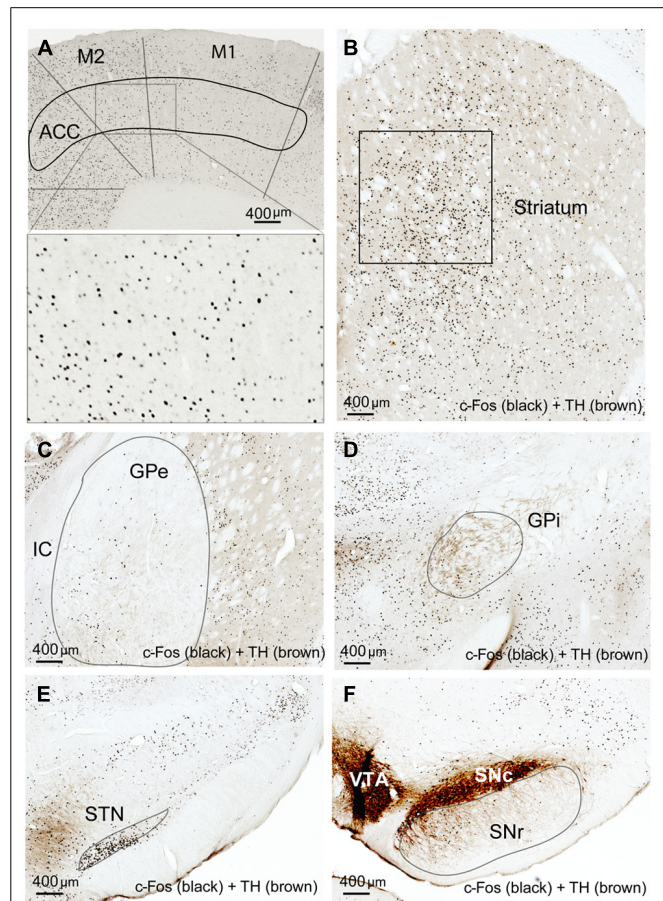 A
M2
M1
ACC
400 µm
B
Striatum
400 µm
c-Fos (black) + TH (brown)
C
GPe
IC
400 µm
c-Fos (black) + TH (brown)
D
GPi
400 µm
c-Fos (black) + TH (brown)
E
STN
400 µm
c-Fos (black) + TH (brown)
F
VTA
SNc
SNr
400 µm
c-Fos (black) + TH (brown)